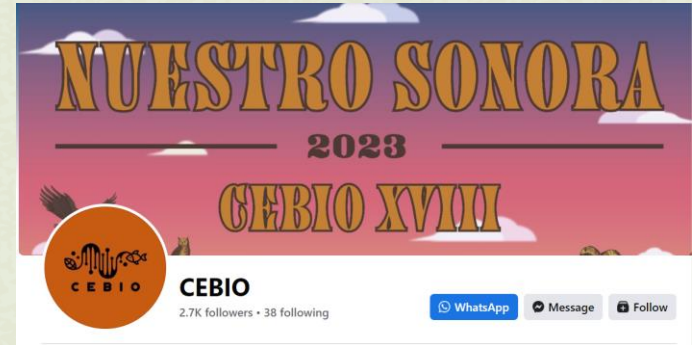 NUESTRO SONORA
2023
CEBIO XVIII
CEBIO
CEBIO
2.7K followers • 38 following
WhatsApp
Message
Follow